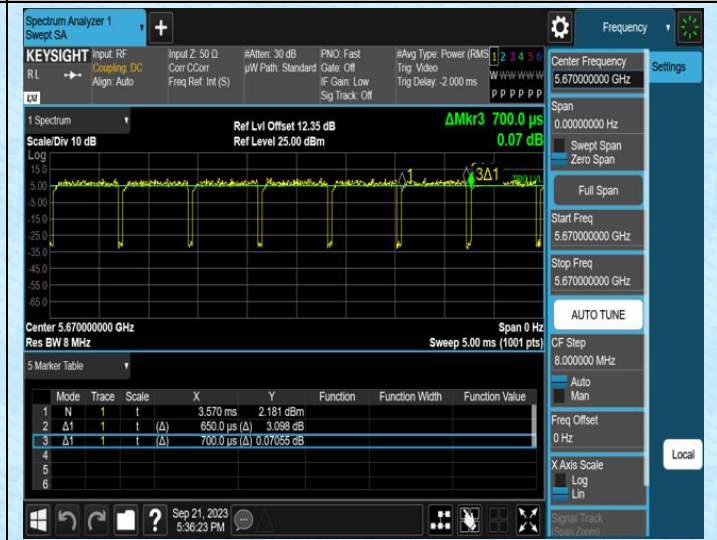 Spectrum Analyzer 1
Swept SA
+
Frequency
KEYSIGHT
RL
Input: RF
Coupling: DC
Align: Auto
Input Z: 50 Ω
Corr CCorr
Freq Ref: Int (S)
#Atten: 30 dB
µW Path: Standard
PNO: Fast
Gate: Off
IF Gain: Low
Sig Track: Off
#Avg Type: Power (RMS)
Trig: Video
Trig Delay: -2.000 ms
1 2 3 4 5 6
W W W W W W
P P P P P P
LXI
1 Spectrum
Scale/Div 10 dB
Ref Lvl Offset 12.35 dB
Ref Level 25.00 dBm
ΔMkr3 700.0 µs
0.07 dB
Log
15.0
5.00
-5.00
-15.0
-25.0
-35.0
-45.0
-55.0
-65.0
1
3Δ1
TRIG LVL
Center 5.670000000 GHz
Res BW 8 MHz
Span 0 Hz
Sweep 5.00 ms (1001 pts)
5 Marker Table
Mode Trace Scale X Y Function Function Width Function Value
1 N 1 t 3.570 ms 2.181 dBm
2 Δ1 1 t (Δ) 650.0 µs (Δ) 3.098 dB
3 Δ1 1 t (Δ) 700.0 µs (Δ) 0.07055 dB
4
5
6
Sep 21, 2023
5:36:23 PM
?
Center Frequency
5.670000000 GHz
Span
0.00000000 Hz
Swept Span
Zero Span
Full Span
Start Freq
5.670000000 GHz
Stop Freq
5.670000000 GHz
AUTO TUNE
CF Step
8.000000 MHz
Auto
Man
Freq Offset
0 Hz
X Axis Scale
Log
Lin
Signal Track
(Span Zoom)
Settings
Local